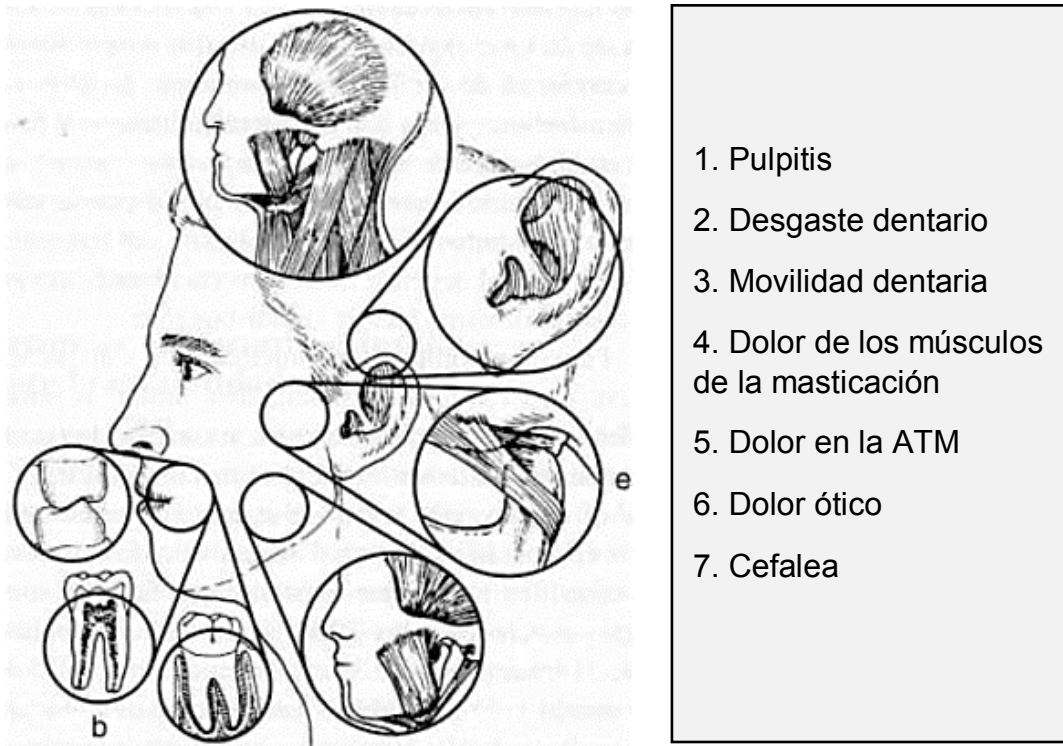 e
b
1. Pulpitis
2. Desgaste dentario
3. Movilidad dentaria
4. Dolor de los músculos
de la masticación
5. Dolor en la ATM
6. Dolor ótico
7. Cefalea